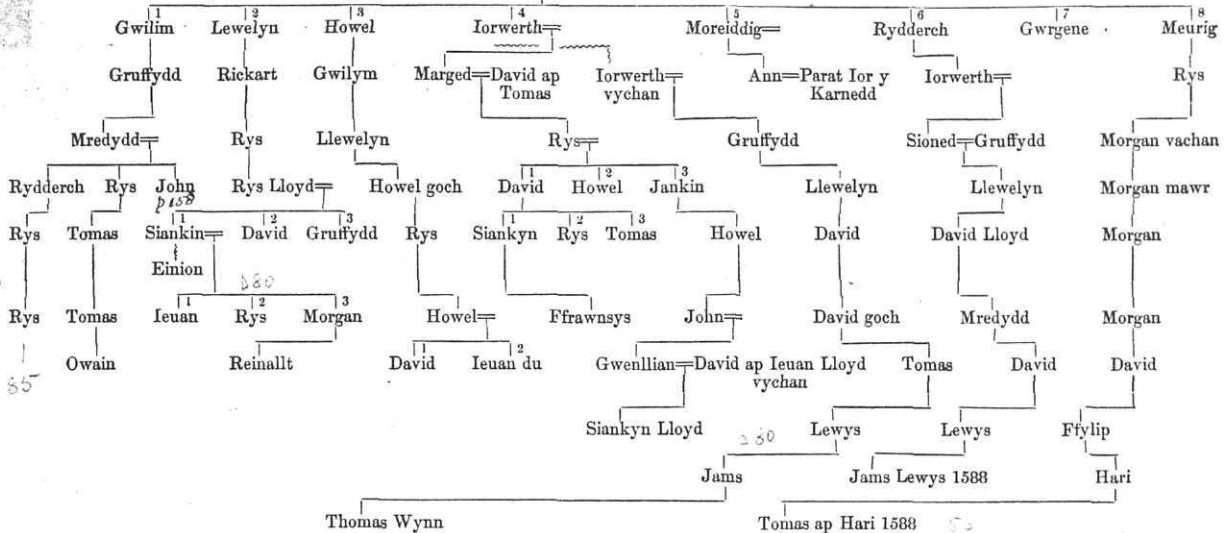 1 2 3 4 5 6 7 8
Gwilim Lewelyn Howel Iorwerth= Moreiddig= Rydderch Gwrgene Meurig
Gruffydd Rickart Gwilym Marged=David ap Tomas Iorwerth= vychan Ann=Parat Ior y Karnedd Iorwerth= Rys
Mredydd= Rys Llewelyn Rys= Gruffydd Sioned=Gruffydd Morgan vachan
1 2 3
Rydderch Rys John Rys Lloyd= Howel goch David Howel Jankin Llewelyn Llewelyn Morgan mawr
p158
1 2 3 1 2 3
Rys Tomas Siankin= David Gruffydd Rys Siankyn Rys Tomas Howel David David Lloyd Morgan
Einion
D80
1 2 3
Rys Tomas Ieuan Rys Morgan Howel= Ffrawnsys John= David goch Mredydd Morgan
1 2
Owain Reinallt David Ieuan du Gwenllian=David ap Ieuan Lloyd vychan Tomas David David
85
Siankyn Lloyd Lewys Lewys Ffylip
Jams Jams Lewys 1588 Hari
Thomas Wynn Tomas ap Hari 1588